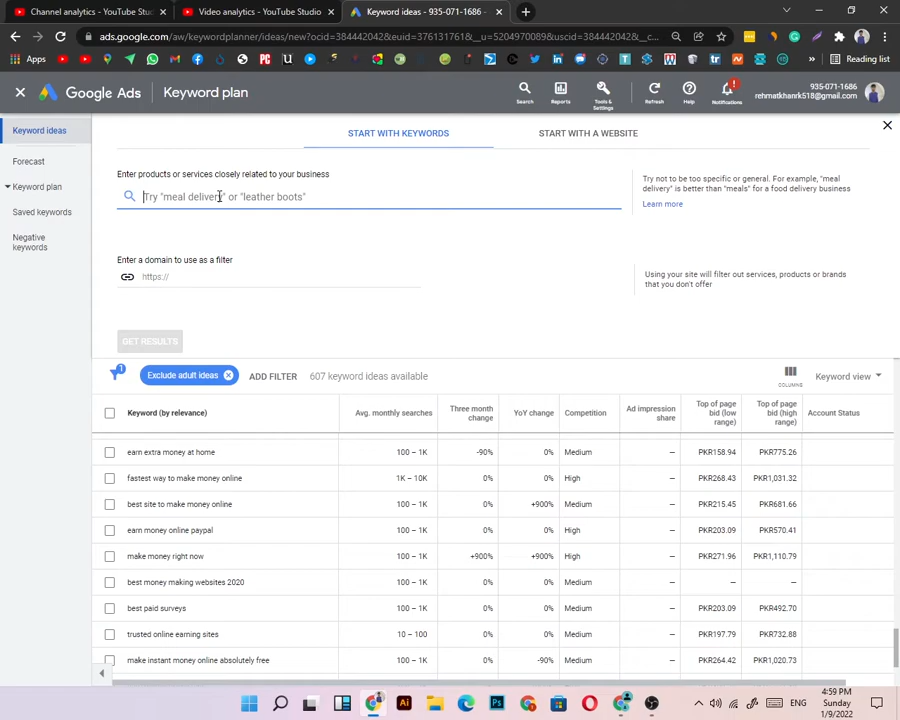 Channel analytics - YouTube Studio
Video analytics - YouTube Studio
Keyword ideas - 935-071-1686 -
ads.google.com/aw/keywordplanner/ideas/new?ocid=384442042&euid=376131761&__u=5204970089&uscid=384442042&__c...
Apps
Reading list
Google Ads
Keyword plan
Search
Reports
Tools & Settings
Refresh
Help
Notifications
935-071-1686
rehmatkhanrk518@gmail.com
Keyword ideas
Forecast
Keyword plan
Saved keywords
Negative
keywords
START WITH KEYWORDS
START WITH A WEBSITE
Enter products or services closely related to your business
Try "meal delivery" or "leather boots"
Try not to be too specific or general. For example, "meal
delivery" is better than "meals" for a food delivery business
Learn more
Enter a domain to use as a filter
https://
Using your site will filter out services, products or brands
that you don't offer
GET RESULTS
1
Exclude adult ideas
ADD FILTER
607 keyword ideas available
COLUMNS
Keyword view
Keyword (by relevance)
Avg. monthly searches
Three month
change
YoY change
Competition
Ad impression
share
Top of page
bid (low
range)
Top of page
bid (high
range)
Account Status
earn extra money at home 100 – 1K -90% 0% Medium — PKR158.94 PKR775.26
fastest way to make money online 1K – 10K 0% 0% High — PKR268.43 PKR1,031.32
best site to make money online 100 – 1K 0% +900% Medium — PKR215.45 PKR681.66
earn money online paypal 100 – 1K 0% 0% High — PKR203.09 PKR570.41
make money right now 100 – 1K +900% +900% High — PKR271.96 PKR1,110.79
best money making websites 2020 100 – 1K 0% 0% Medium — — —
best paid surveys 100 – 1K 0% 0% Medium — PKR203.09 PKR492.70
trusted online earning sites 10 – 100 0% 0% Medium — PKR197.79 PKR732.88
make instant money online absolutely free 100 – 1K 0% -90% Medium — PKR264.42 PKR1,020.73
ENG
4:59 PM
Sunday
1/9/2022